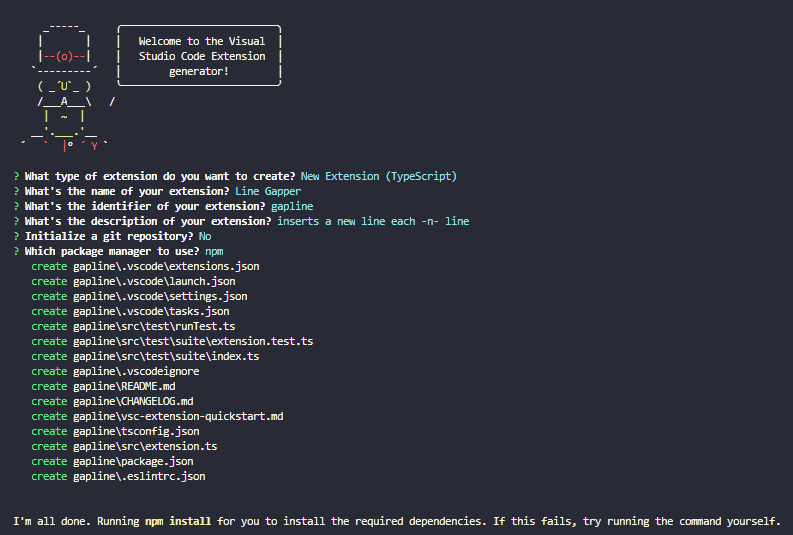 _-----_     ╭──────────────────────────╮
    |       |    │   Welcome to the Visual  │
    |--(o)--|    │   Studio Code Extension  │
   `---------´   │        generator!        │
    ( _´U`_ )    ╰──────────────────────────╯
    /___A___\   /
     |  ~  |
   __'.___.'__
 ´   `  |° ´ Y `
? What type of extension do you want to create? New Extension (TypeScript)
? What's the name of your extension? Line Gapper
? What's the identifier of your extension? gapline
? What's the description of your extension? inserts a new line each -n- line
? Initialize a git repository? No
? Which package manager to use? npm
   create gapline\.vscode\extensions.json
   create gapline\.vscode\launch.json
   create gapline\.vscode\settings.json
   create gapline\.vscode\tasks.json
   create gapline\src\test\runTest.ts
   create gapline\src\test\suite\extension.test.ts
   create gapline\src\test\suite\index.ts
   create gapline\.vscodeignore
   create gapline\README.md
   create gapline\CHANGELOG.md
   create gapline\vsc-extension-quickstart.md
   create gapline\tsconfig.json
   create gapline\src\extension.ts
   create gapline\package.json
   create gapline\.eslintrc.json
I'm all done. Running npm install for you to install the required dependencies. If this fails, try running the command yourself.